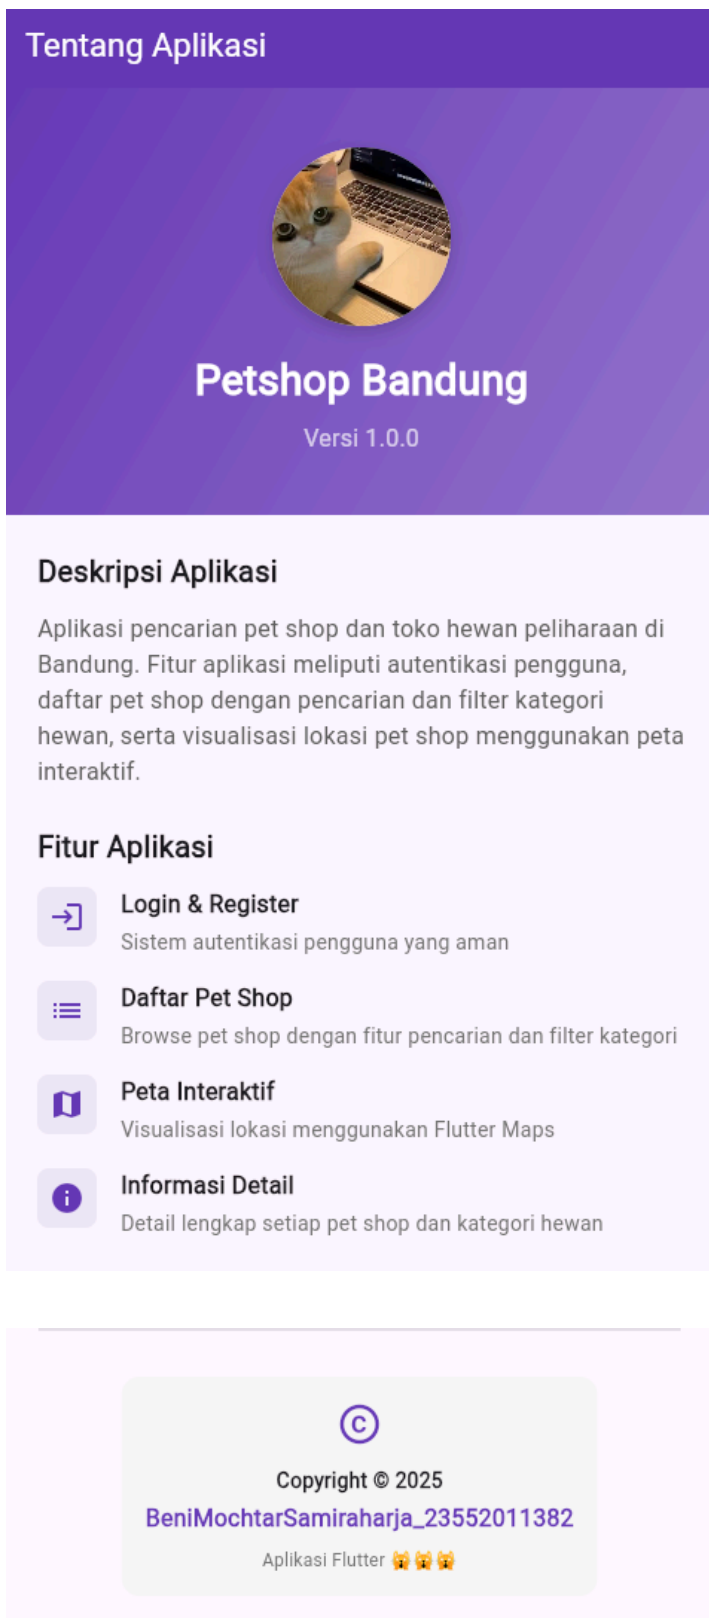 Tentang Aplikasi
Petshop Bandung
Versi 1.0.0
Deskripsi Aplikasi
Aplikasi pencarian pet shop dan toko hewan peliharaan di
Bandung. Fitur aplikasi meliputi autentikasi pengguna,
daftar pet shop dengan pencarian dan filter kategori
hewan, serta visualisasi lokasi pet shop menggunakan peta
interaktif.
Fitur Aplikasi
Login & Register
Sistem autentikasi pengguna yang aman
Daftar Pet Shop
Browse pet shop dengan fitur pencarian dan filter kategori
Peta Interaktif
Visualisasi lokasi menggunakan Flutter Maps
Informasi Detail
Detail lengkap setiap pet shop dan kategori hewan
Copyright © 2025
BeniMochtarSamiraharja_23552011382
Aplikasi Flutter 🙀🙀🙀